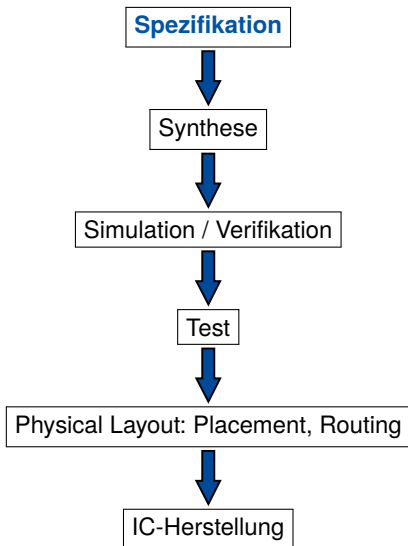 Spezifikation
Synthese
Simulation / Verifikation
Test
Physical Layout: Placement, Routing
IC-Herstellung